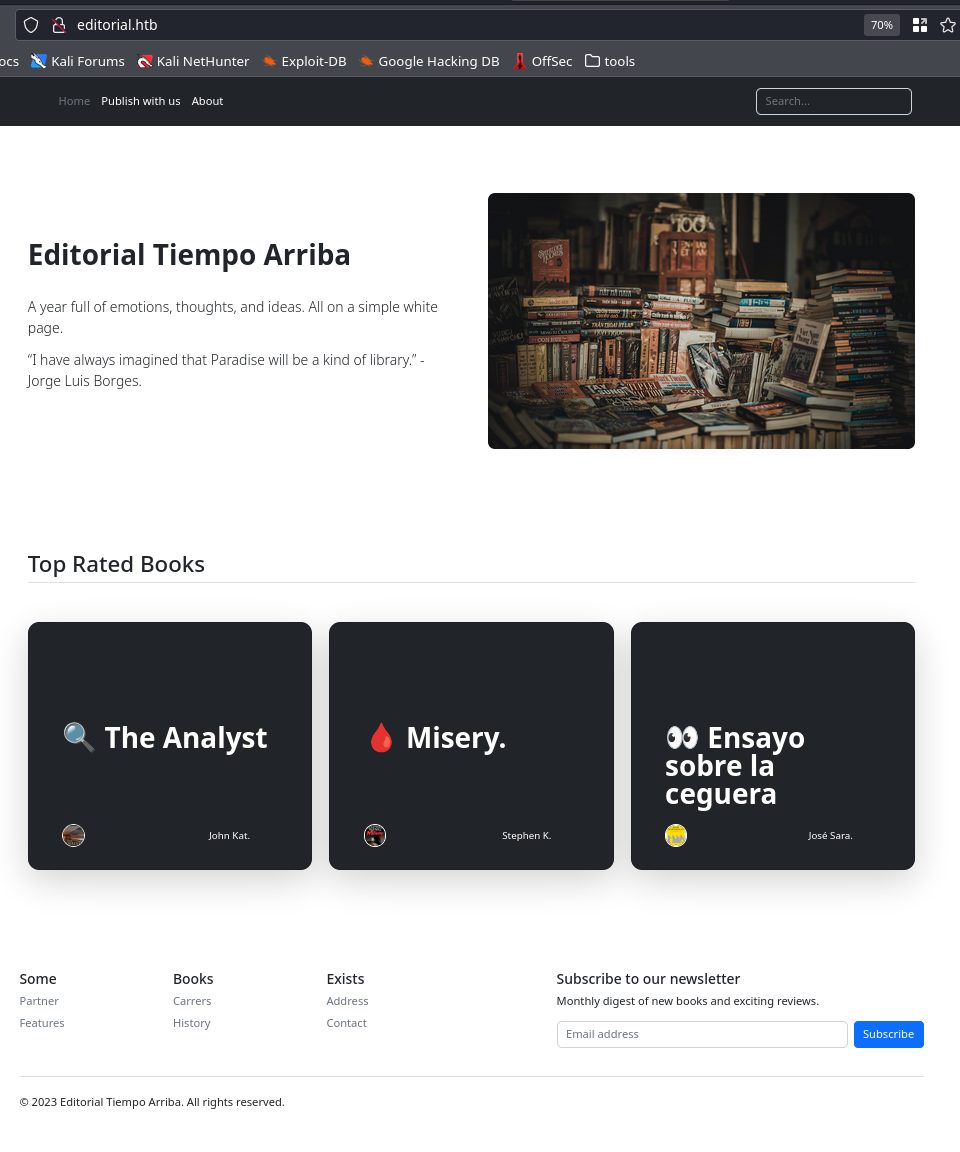 editorial.htb
70%
ocs Kali Forums Kali NetHunter Exploit-DB Google Hacking DB OffSec tools
Home Publish with us About Search...
Editorial Tiempo Arriba
A year full of emotions, thoughts, and ideas. All on a simple white
page.
“I have always imagined that Paradise will be a kind of library.” -
Jorge Luis Borges.
100
Top Rated Books
The Analyst
John Kat.
Misery.
Stephen K.
Ensayo
sobre la
ceguera
José Sara.
Some
Partner
Features
Books
Carrers
History
Exists
Address
Contact
Subscribe to our newsletter
Monthly digest of new books and exciting reviews.
Email address Subscribe
© 2023 Editorial Tiempo Arriba. All rights reserved.